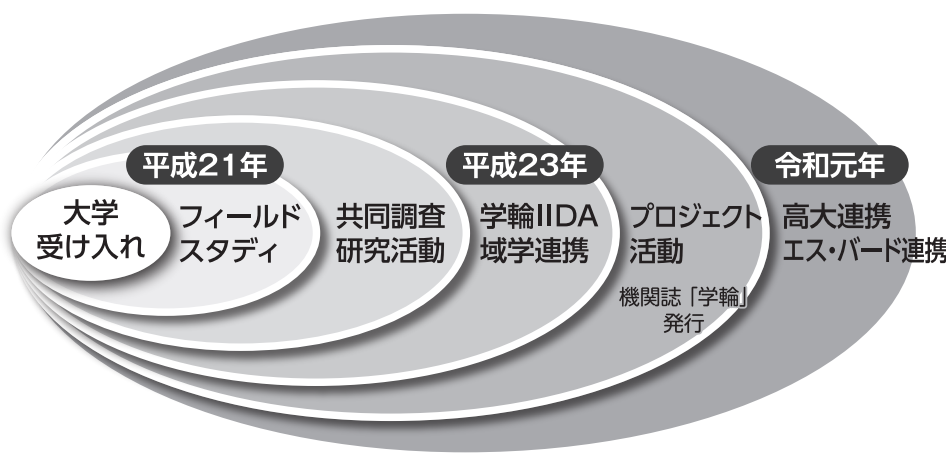 大学
受け入れ
平成21年
フィールド
スタディ
共同調査
研究活動
平成23年
学輪IIDA
域学連携
プロジェクト
活動
機関誌「学輪」
発行
令和元年
高大連携
エス・バード連携